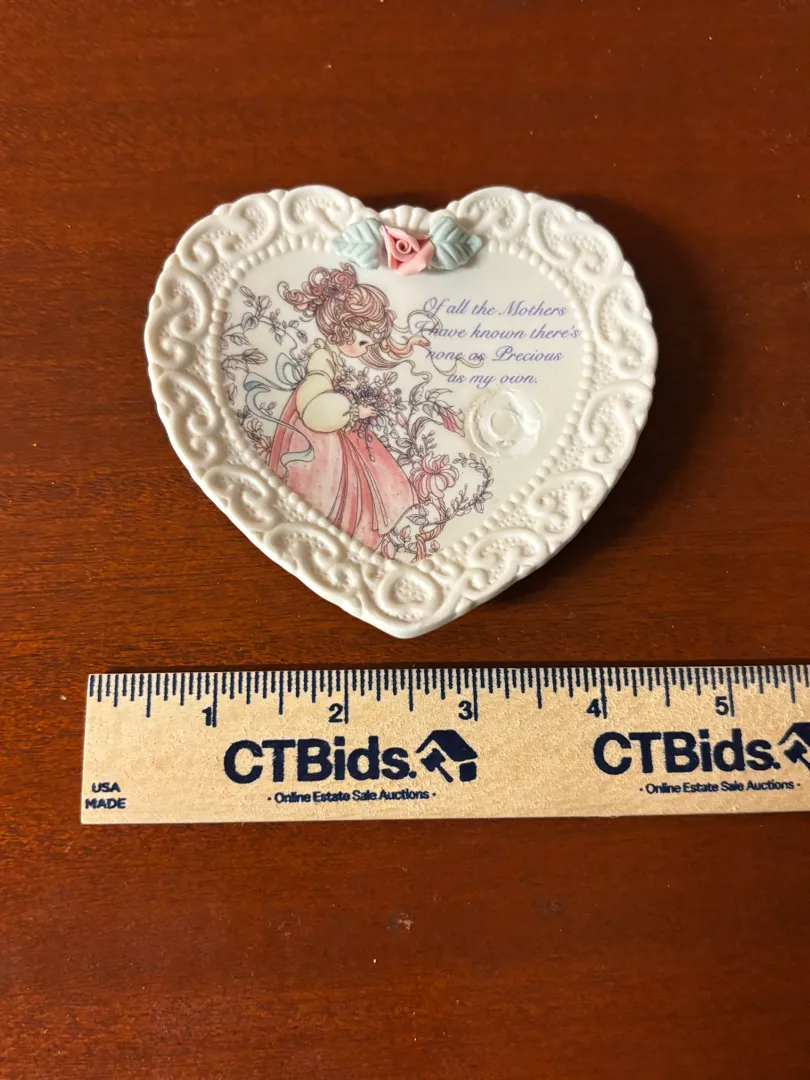 Of all the Mothers
I have known there's
none as Precious
as my own.
1 2 3 4 5
CTBids.
· Online Estate Sale Auctions ·
CTBids.
· Online Estate Sale Auctions ·
USA
MADE